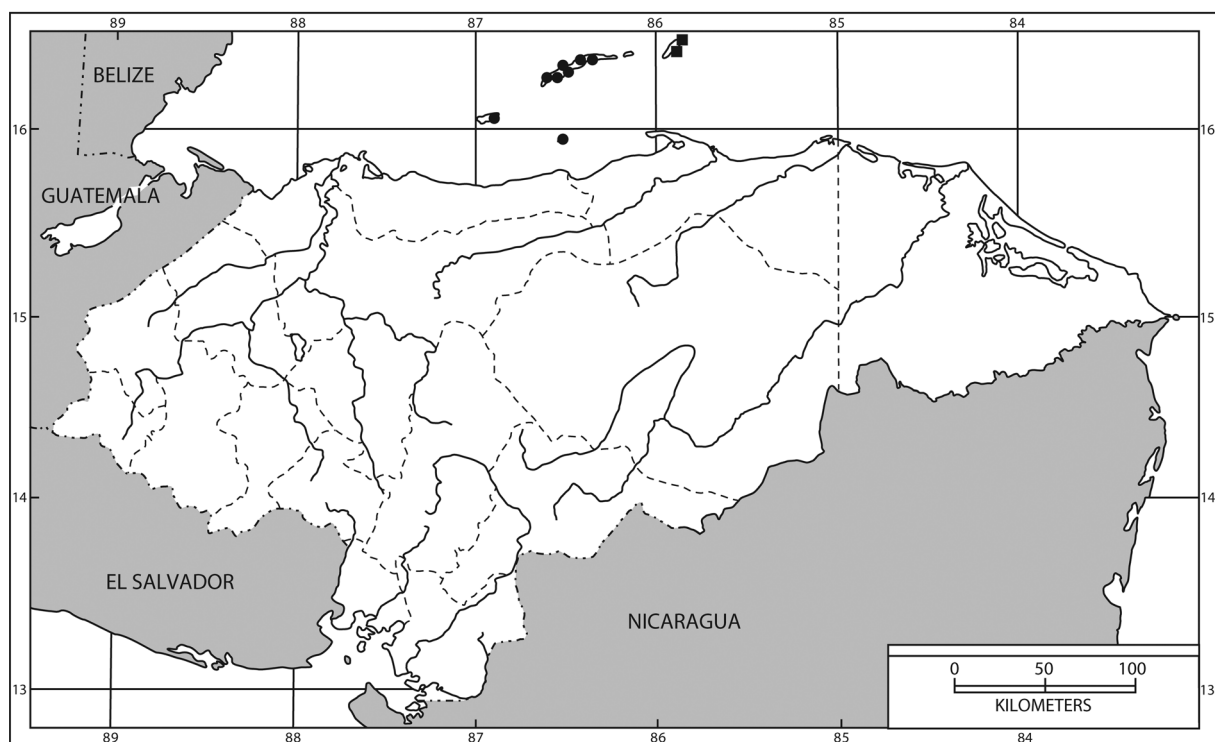 89 88 87 86 85 84
BELIZE
16 16
GUATEMALA
15 15
14 14
EL SALVADOR
NICARAGUA
0 50 100
KILOMETERS
13 13
89 88 87 86 85 84